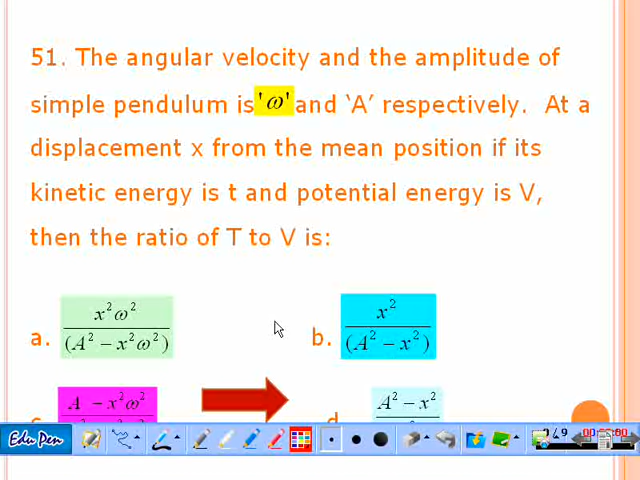 51. The angular velocity and the amplitude of
simple pendulum is 'ω' and ‘A’ respectively. At a
displacement x from the mean position if its
kinetic energy is t and potential energy is V,
then the ratio of T to V is:
a. x²ω² / (A² − x²ω²)
b. x² / (A² − x²)
c. A − x²ω²
d. A² − x²
Edu Pen
/ 9